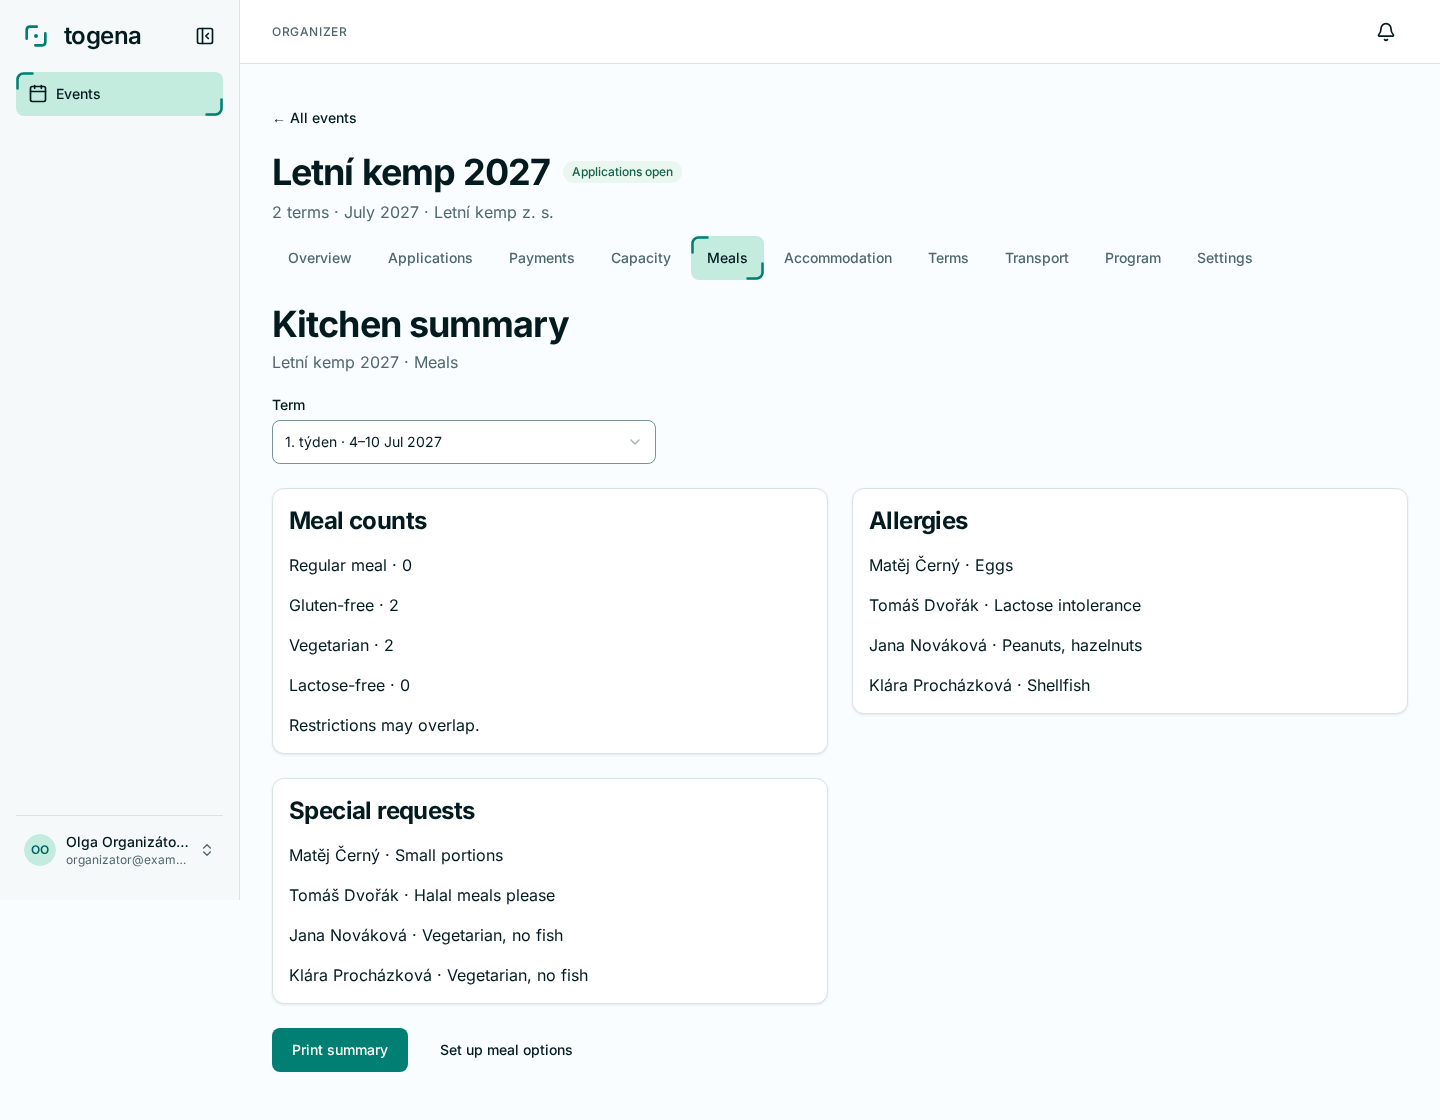 togena
Events
ORGANIZER
← All events
Letní kemp 2027
Applications open
2 terms · July 2027 · Letní kemp z. s.
Overview
Applications
Payments
Capacity
Meals
Accommodation
Terms
Transport
Program
Settings
Kitchen summary
Letní kemp 2027 · Meals
Term
1. týden · 4–10 Jul 2027
Meal counts
Regular meal · 0
Gluten-free · 2
Vegetarian · 2
Lactose-free · 0
Restrictions may overlap.
Allergies
Matěj Černý · Eggs
Tomáš Dvořák · Lactose intolerance
Jana Nováková · Peanuts, hazelnuts
Klára Procházková · Shellfish
Special requests
Matěj Černý · Small portions
Tomáš Dvořák · Halal meals please
Jana Nováková · Vegetarian, no fish
Klára Procházková · Vegetarian, no fish
Print summary
Set up meal options
OO
Olga Organizáto...
organizator@exam...